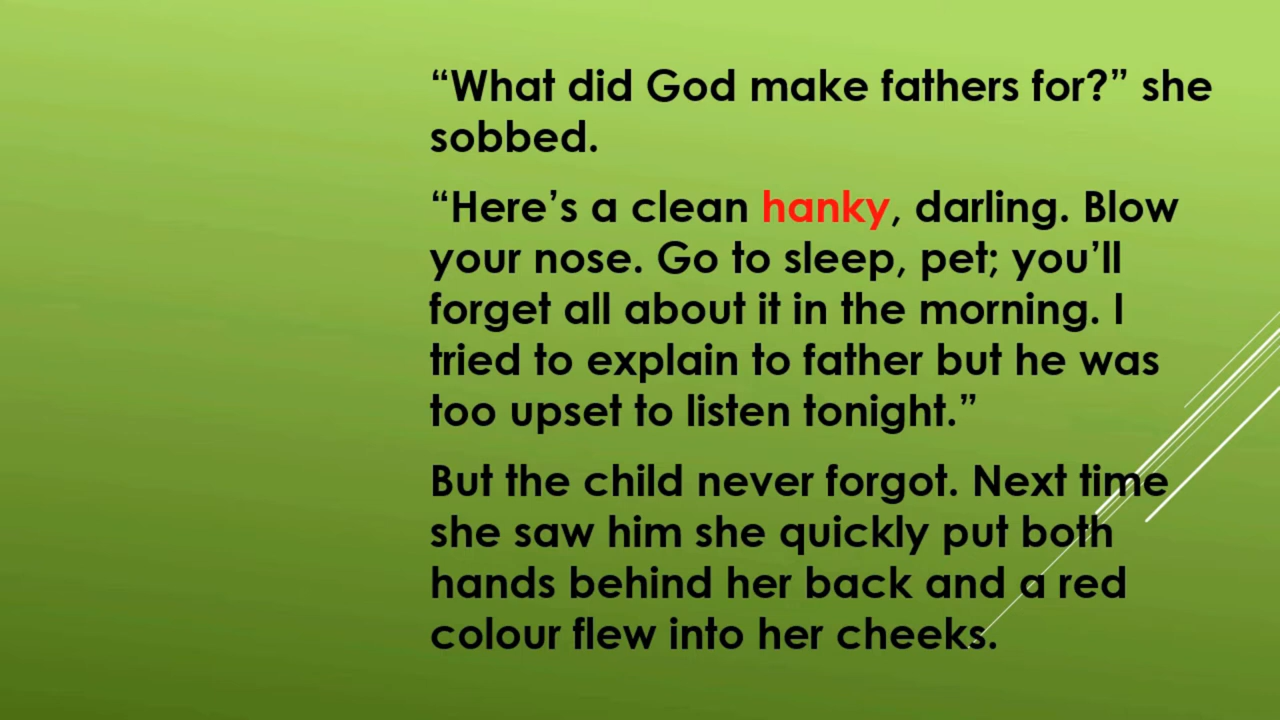 “What did God make fathers for?” she
sobbed.
“Here’s a clean hanky, darling. Blow
your nose. Go to sleep, pet; you’ll
forget all about it in the morning. I
tried to explain to father but he was
too upset to listen tonight.”
But the child never forgot. Next time
she saw him she quickly put both
hands behind her back and a red
colour flew into her cheeks.